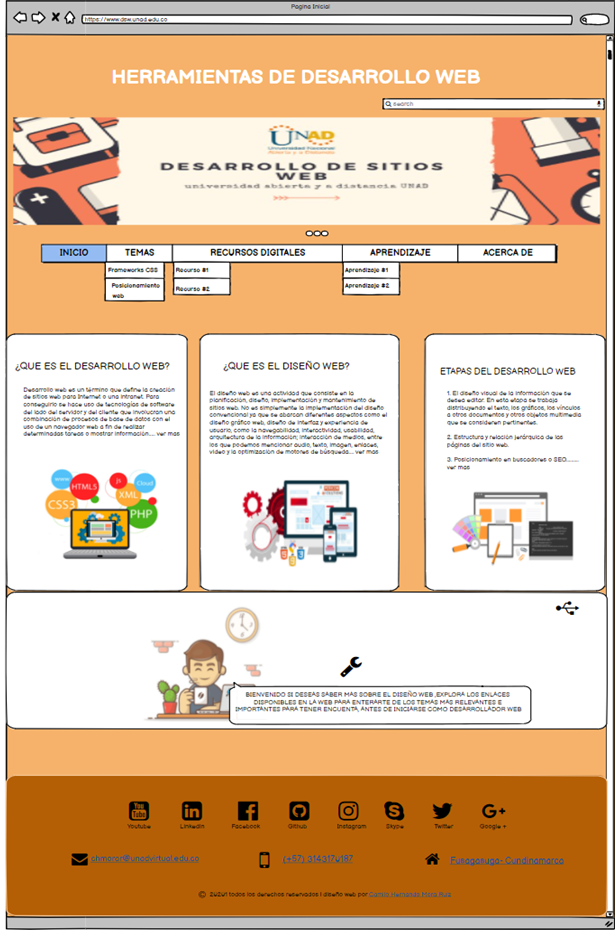 Pagina Inicial
https://www.dsw.unad.edu.co
HERRAMIENTAS DE DESARROLLO WEB
search
UNAD
Universidad Nacional
Abierta y a Distancia
DESARROLLO DE SITIOS
WEB
universidad abierta y a distancia UNAD
INICIO TEMAS RECURSOS DIGITALES APRENDIZAJE ACERCA DE
Frameworks CSS Recurso #1 Aprendizaje #1
Posicionamiento Recurso #2 Aprendizaje #2
web
¿QUE ES EL DESARROLLO WEB?
Desarrollo web es un término que define la creación
de sitios web para Internet o una intranet. Para
conseguirlo se hace uso de tecnologías de software
del lado del servidor y del cliente que involucran una
combinación de procesos de base de datos con el
uso de un navegador web a fin de realizar
determinadas tareas o mostrar información.... ver mas
www
HTML5
js
Cloud
CSS3
XML
PHP
¿QUE ES EL DISEÑO WEB?
El diseño web es una actividad que consiste en la
planificación, diseño, implementación y mantenimiento de
sitios web. No es simplemente la implementación del diseño
convencional ya que se abarcan diferentes aspectos como el
diseño gráfico web, diseño de interfaz y experiencia de
usuario, como la navegabilidad, interactividad, usabilidad,
arquitectura de la información; interacción de medios, entre
los que podemos mencionar audio, texto, imagen, enlaces,
video y la optimización de motores de búsqueda.... ver mas
ETAPAS DEL DESARROLLO WEB
1. El diseño visual de la información que se
desea editar. En esta etapa se trabaja
distribuyendo el texto, los gráficos, los vínculos
a otros documentos y otros objetos multimedia
que se consideren pertinentes.
2. Estructura y relación jerárquica de las
páginas del sitio web.
3. Posicionamiento en buscadores o SEO.........
ver mas
BIENVENIDO SI DESEAS SABER MÁS SOBRE EL DISEÑO WEB ,EXPLORA LOS ENLACES
DISPONIBLES EN LA WEB PARA ENTERARTE DE LOS TEMAS MÁS RELEVANTES E
IMPORTANTES PARA TENER ENCUENTA, ANTES DE INICIARSE COMO DESARROLLADOR WEB
You
Tube
Youtube LinkedIn Facebook Github Instagram Skype Twitter Google +
(+57) 3143170187 Fusagasuga- Cundinamarca
todos los derechos reservados | diseño web por